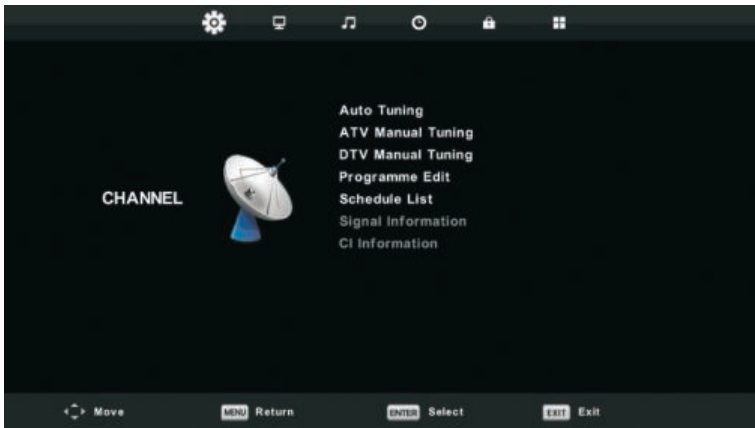 Auto Tuning
ATV Manual Tuning
DTV Manual Tuning
Programme Edit
CHANNEL
Schedule List
Signal Information
CI Information
Move
MENU Return
ENTER Select
EXIT Exit